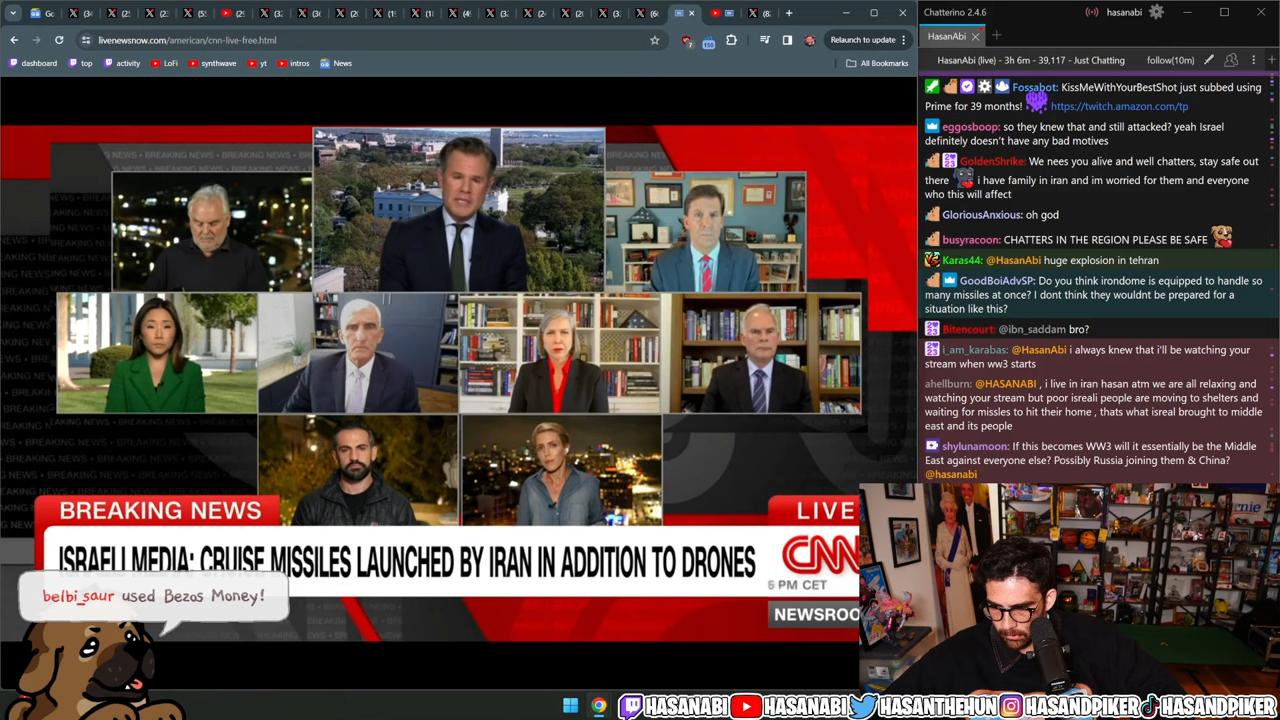 Chatterino 2.4.6
hasanabi
livenewsnow.com/american/cnn-live-free.html
150
Relaunch to update
dashboard
top
activity
LoFi
synthwave
yt
intros
News
All Bookmarks
HasanAbi
HasanAbi (live) - 3h 6m - 39,117 - Just Chatting
follow(10m)
Fossabot: KissMeWithYourBestShot just subbed using
Prime for 39 months! https://twitch.amazon.com/tp
eggosboop: so they knew that and still attacked? yeah Israel
definitely doesn't have any bad motives
GoldenShrike: We nees you alive and well chatters, stay safe out
there i have family in iran and im worried for them and everyone
who this will affect
GloriousAnxious: oh god
busyracoon: CHATTERS IN THE REGION PLEASE BE SAFE
Karas44: @HasanAbi huge explosion in tehran
GoodBoiAdvSP: Do you think irondome is equipped to handle so
many missiles at once? I dont think they wouldnt be prepared for a
situation like this?
Bitencourt: @ibn_saddam bro?
i_am_karabas: @HasanAbi i always knew that i'll be watching your
stream when ww3 starts
ahellburn: @HASANABI , i live in iran hasan atm we are all relaxing and
watching your stream but poor isreali people are moving to shelters and
waiting for missles to hit their home , thats what isreal brought to middle
east and its people
shylunamoon: If this becomes WW3 will it essentially be the Middle
East against everyone else? Possibly Russia joining them & China?
@hasanabi
BREAKING NEWS
LIVE
ISRAELI MEDIA: CRUISE MISSILES LAUNCHED BY IRAN IN ADDITION TO DRONES
CNN
6 PM CET
NEWSROO
belbi_saur used Bezos Money!
HASANABI
HASANABI
HASANTHEHUN
HASANDPIKER
HASANDPIKER